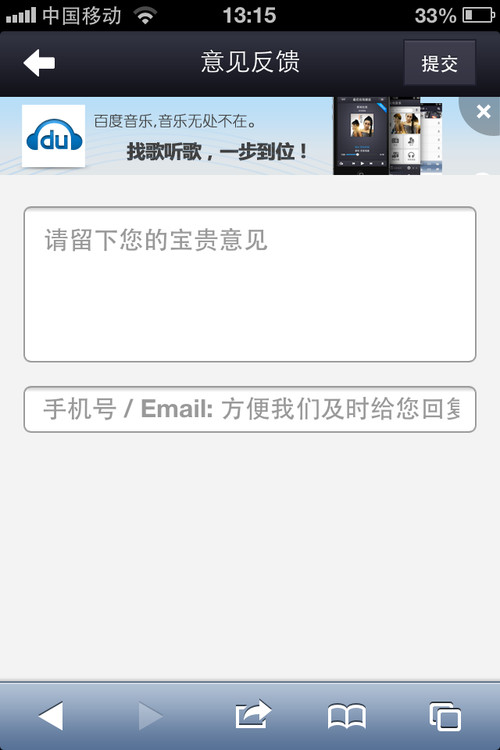 中国移动 13:15 33%
意见反馈 提交
du 百度音乐,音乐无处不在。
找歌听歌，一步到位！
请留下您的宝贵意见
手机号 / Email: 方便我们及时给您回复